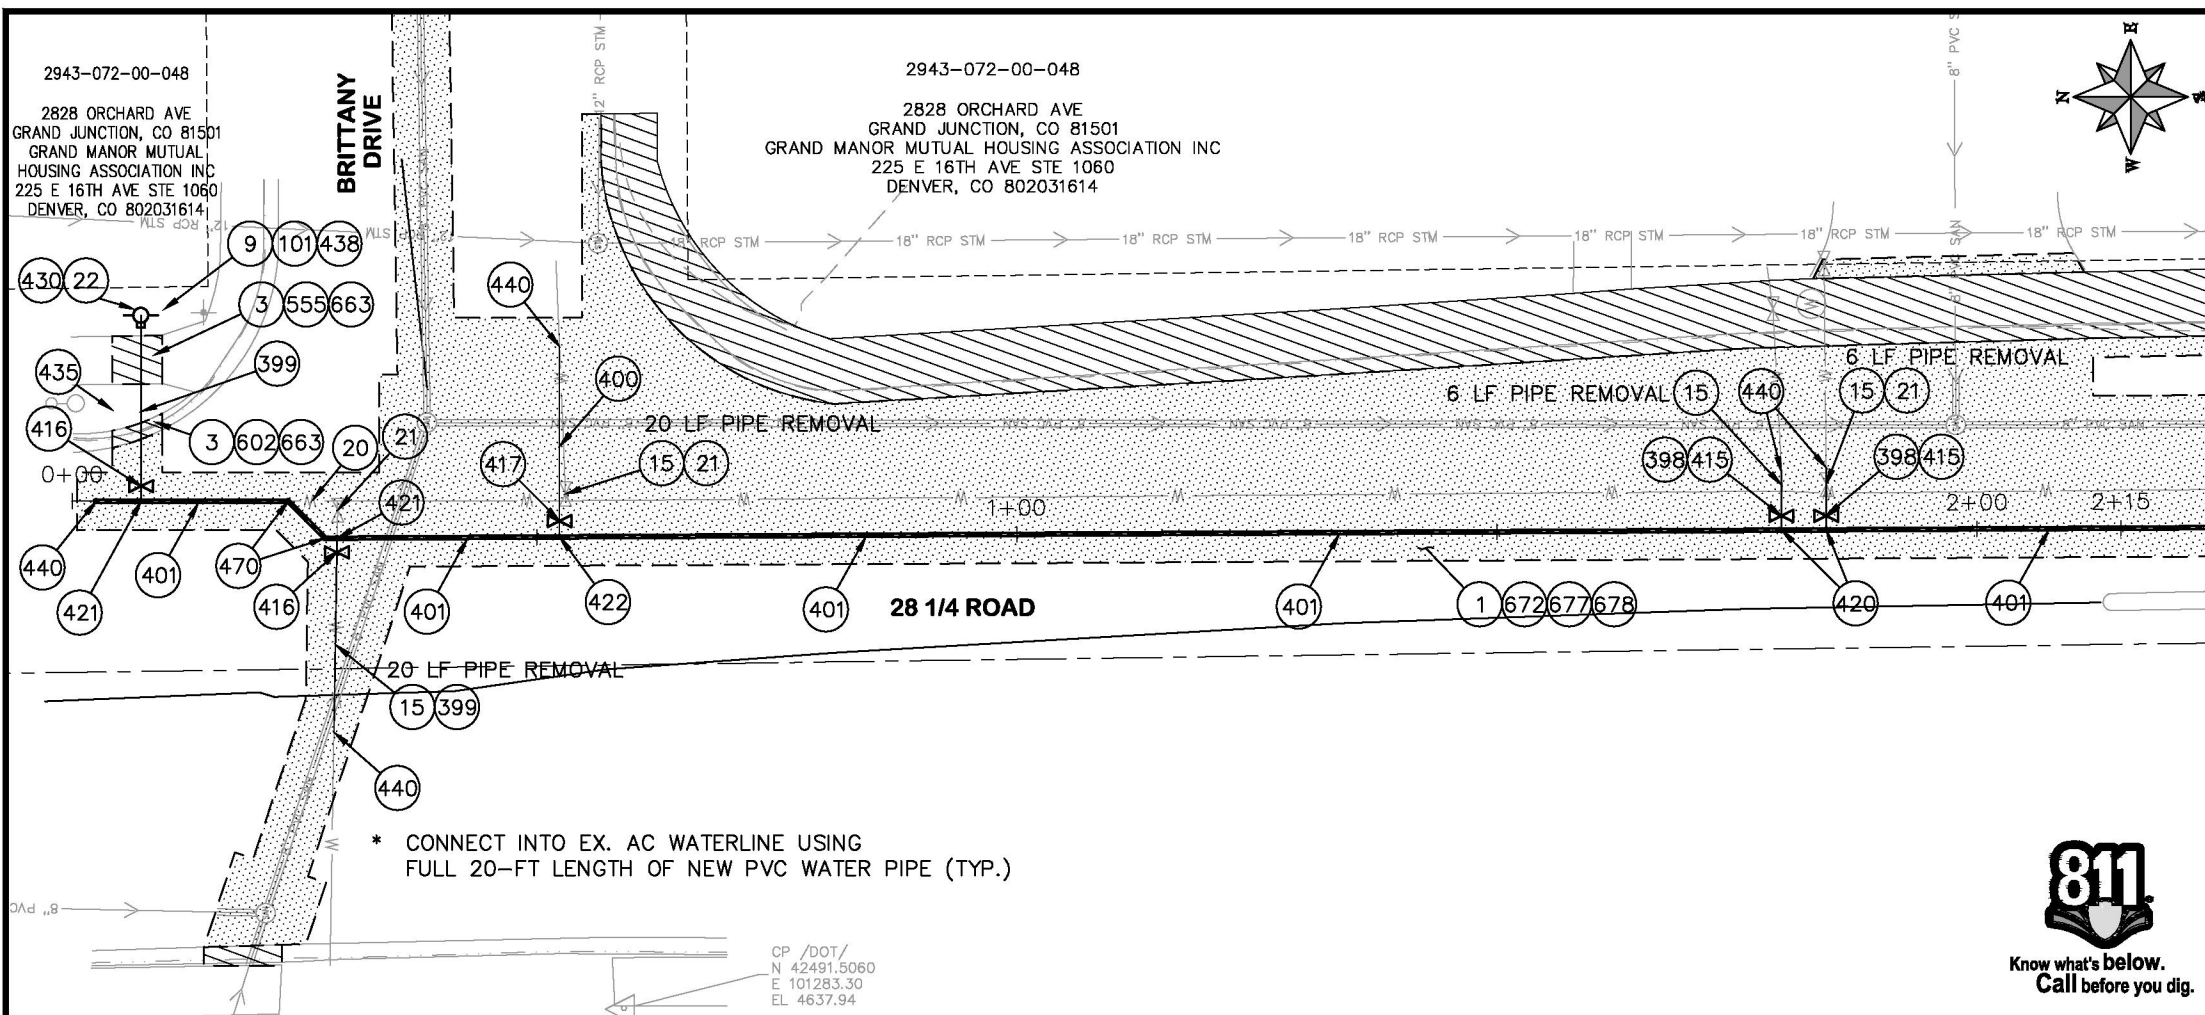 2943-072-00-048
2828 ORCHARD AVE
GRAND JUNCTION, CO 81501
GRAND MANOR MUTUAL
HOUSING ASSOCIATION INC
225 E 16TH AVE STE 1060
DENVER, CO 802031614
BRITTANY
DRIVE
12" RCP STM
2943-072-00-048
2828 ORCHARD AVE
GRAND JUNCTION, CO 81501
GRAND MANOR MUTUAL HOUSING ASSOCIATION INC
225 E 16TH AVE STE 1060
DENVER, CO 802031614
8" PVC S
E
N
W
12" RCP STM
18" RCP STM
18" RCP STM
18" RCP STM
18" RCP STM
18" RCP STM
18" RCP STM
18" RCP STM
9 101 438
430 22
3 555 663
399
435
416
3 602 663
20
21
421
0+00
440
400
20 LF PIPE REMOVAL
417
15 21
6 LF PIPE REMOVAL
15
440
6 LF PIPE REMOVAL
15 21
398 415
398 415
1+00
2+00
2+15
440
421
401
470
416
401
422
401
28 1/4 ROAD
401
1 672 677 678
420
401
20 LF PIPE REMOVAL
15 399
440
* CONNECT INTO EX. AC WATERLINE USING
FULL 20-FT LENGTH OF NEW PVC WATER PIPE (TYP.)
8" PVC
CP /DOT/
N 42491.5060
E 101283.30
EL 4637.94
811
Know what's below.
Call before you dig.